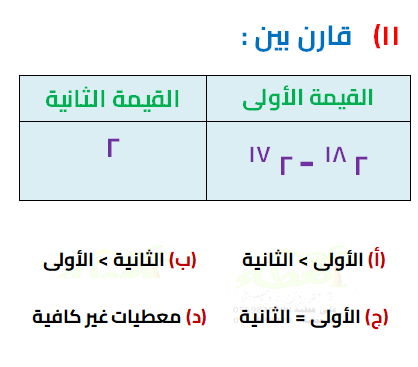 ١١) قارن بين :
القيمة الأولى القيمة الثانية
٢^١٨ - ٢^١٧ ٢
(أ) الأولى > الثانية (ب) الثانية > الأولى
(ج) الأولى = الثانية (د) معطيات غير كافية